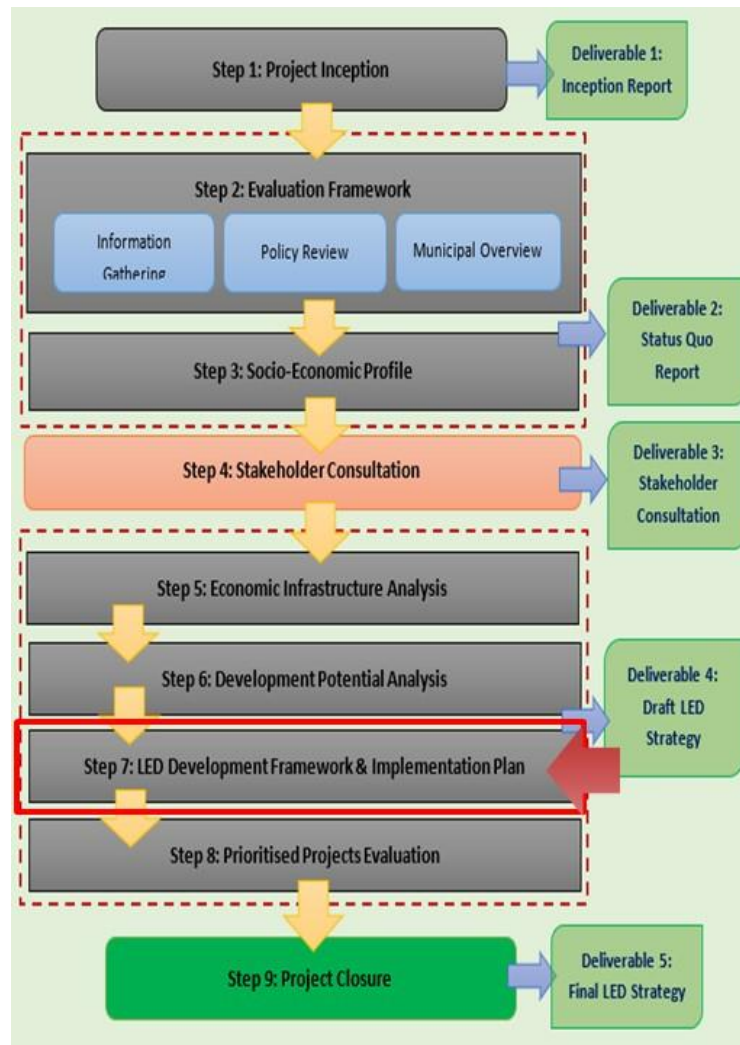 Step 1: Project Inception
Deliverable 1:
Inception Report
Step 2: Evaluation Framework
Information
Gathering
Policy Review
Municipal Overview
Step 3: Socio-Economic Profile
Deliverable 2:
Status Quo
Report
Step 4: Stakeholder Consultation
Deliverable 3:
Stakeholder
Consultation
Step 5: Economic Infrastructure Analysis
Step 6: Development Potential Analysis
Deliverable 4:
Draft LED
Strategy
Step 7: LED Development Framework & Implementation Plan
Step 8: Prioritised Projects Evaluation
Step 9: Project Closure
Deliverable 5:
Final LED Strategy